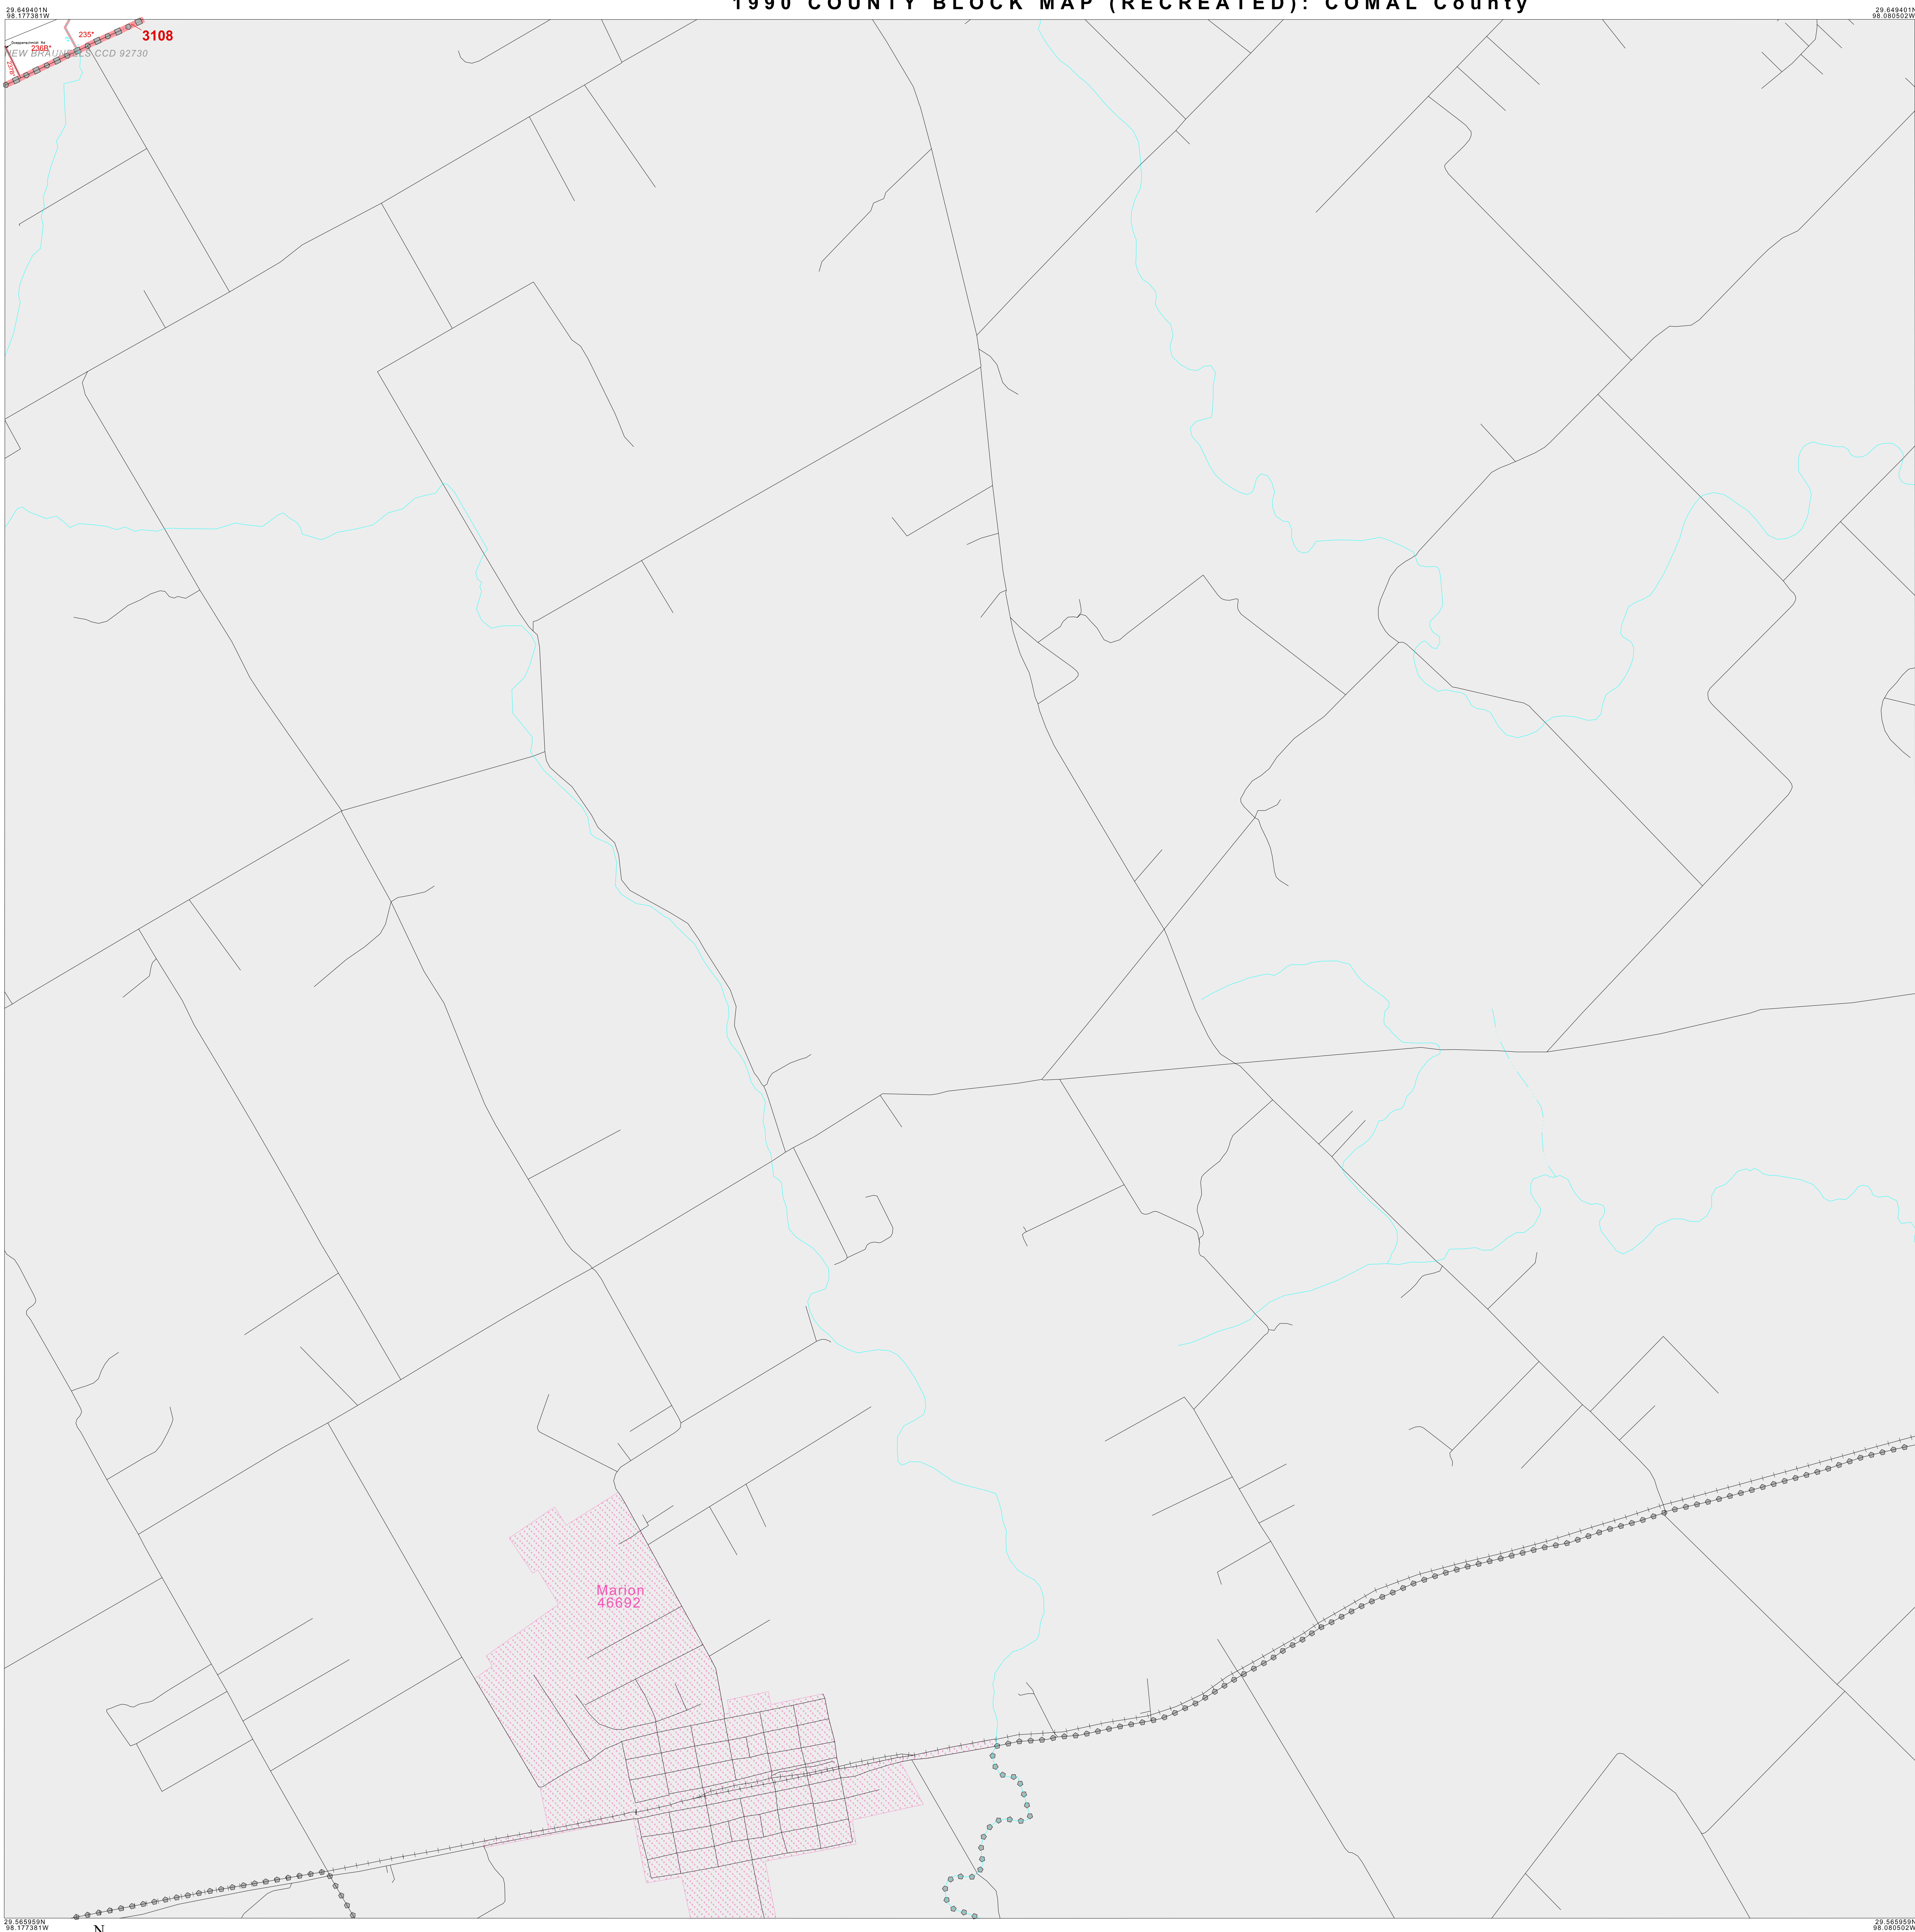 1990 COUNTY BLOCK MAP (RECREATED): COMAL County
29.649401N
98.177381W
29.649401N
98.080502W
3108
235*
236B*
237B*
NEW BRAUNFELS CCD 92730
Marion
46692
29.565959N
98.177381W
N
29.565959N
98.080502W